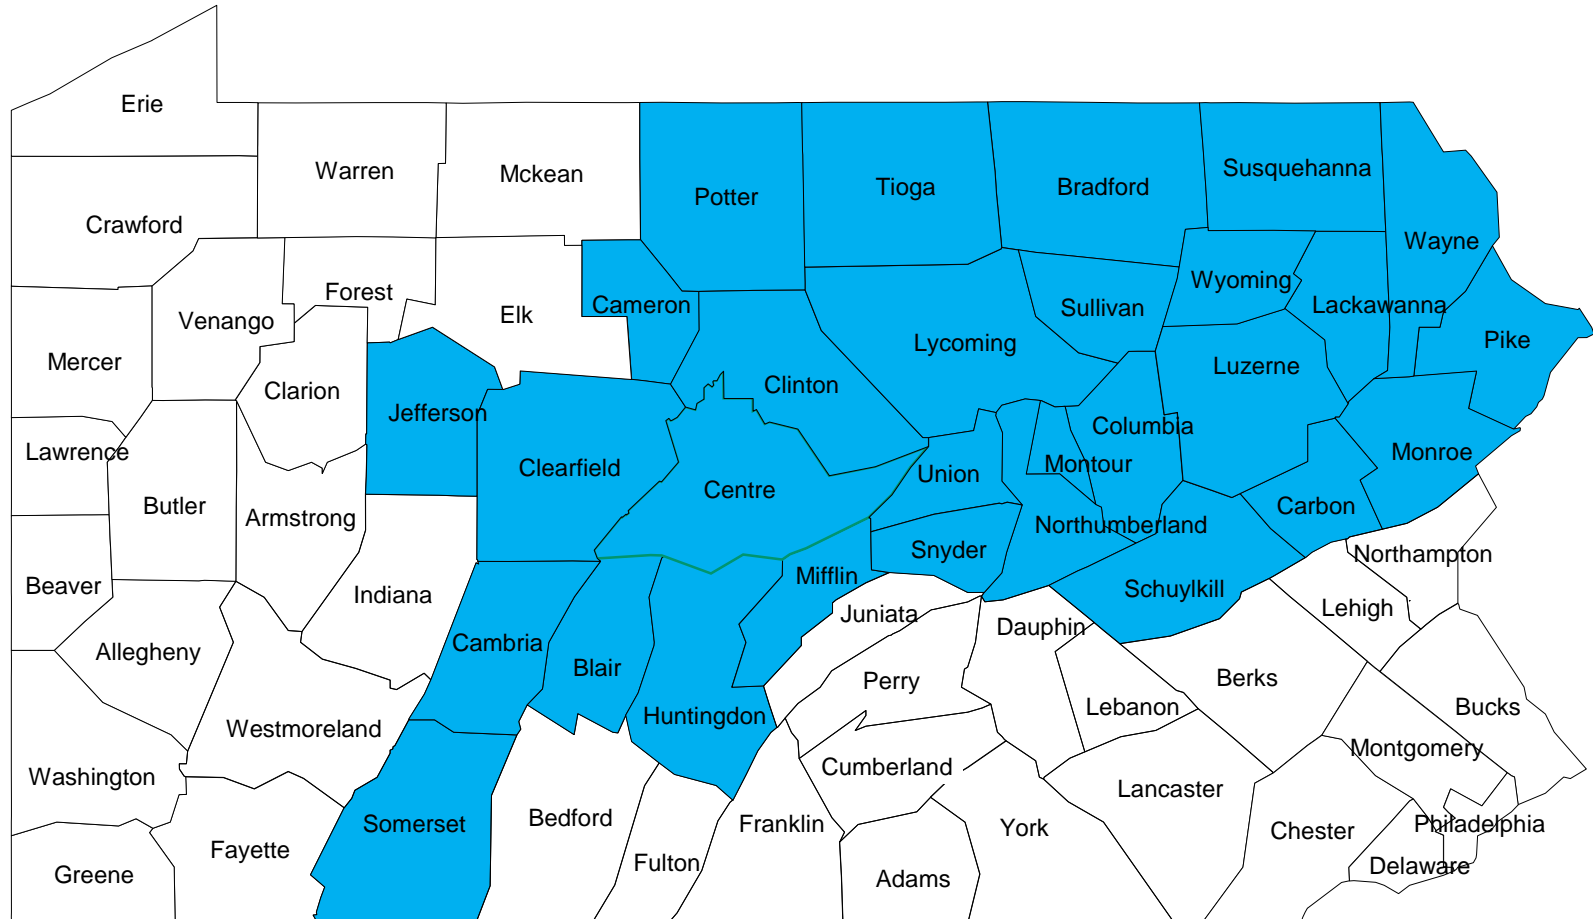 Erie
Warren
Mckean
Potter
Tioga
Bradford
Susquehanna
Crawford
Wayne
Forest
Venango
Elk
Cameron
Wyoming
Lackawanna
Sullivan
Lycoming
Pike
Mercer
Clarion
Jefferson
Clinton
Luzerne
Columbia
Lawrence
Clearfield
Centre
Union
Montour
Monroe
Butler
Armstrong
Carbon
Northumberland
Snyder
Northampton
Beaver
Indiana
Mifflin
Juniata
Schuylkill
Lehigh
Allegheny
Cambria
Blair
Dauphin
Perry
Berks
Westmoreland
Huntingdon
Lebanon
Bucks
Washington
Cumberland
Montgomery
Lancaster
Somerset
Bedford
Franklin
York
Chester
Philadelphia
Greene
Fayette
Fulton
Adams
Delaware